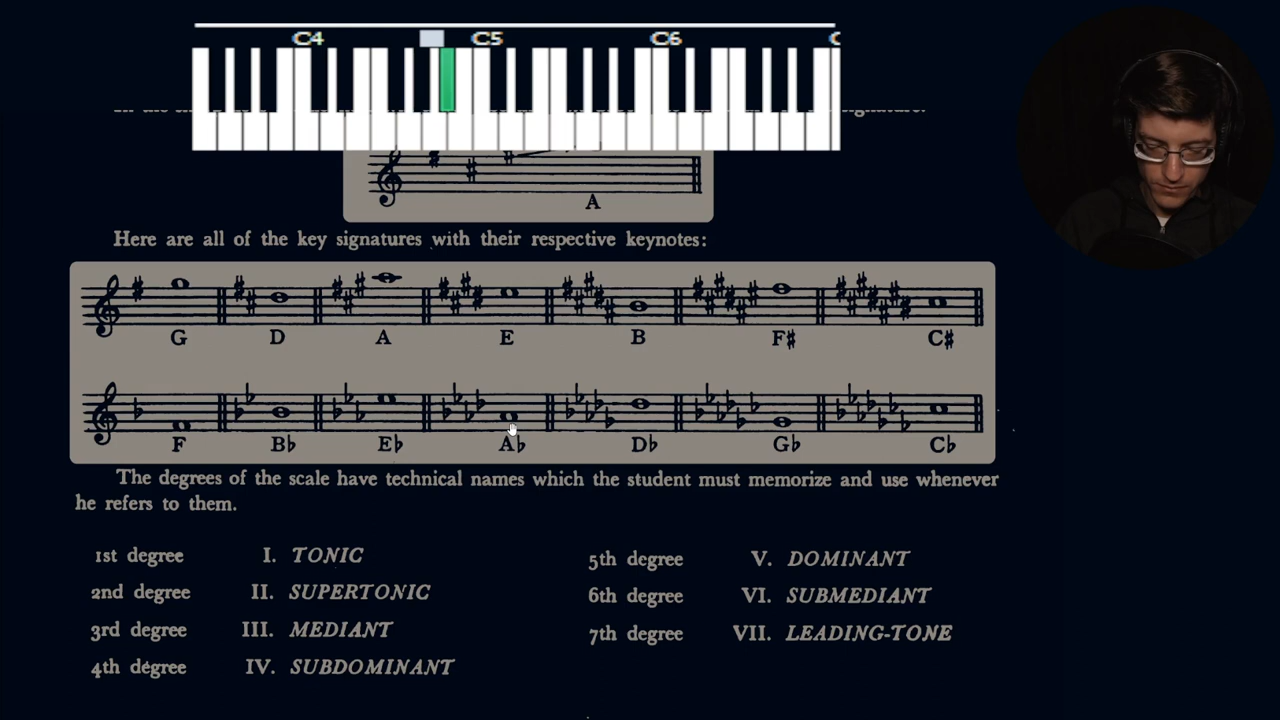 C4 C5 C6
A
Here are all of the key signatures with their respective keynotes:
G D A E B F♯ C♯
F B♭ E♭ A♭ D♭ G♭ C♭
The degrees of the scale have technical names which the student must memorize and use whenever
he refers to them.
1st degree I. TONIC 5th degree V. DOMINANT
2nd degree II. SUPERTONIC 6th degree VI. SUBMEDIANT
3rd degree III. MEDIANT 7th degree VII. LEADING-TONE
4th degree IV. SUBDOMINANT